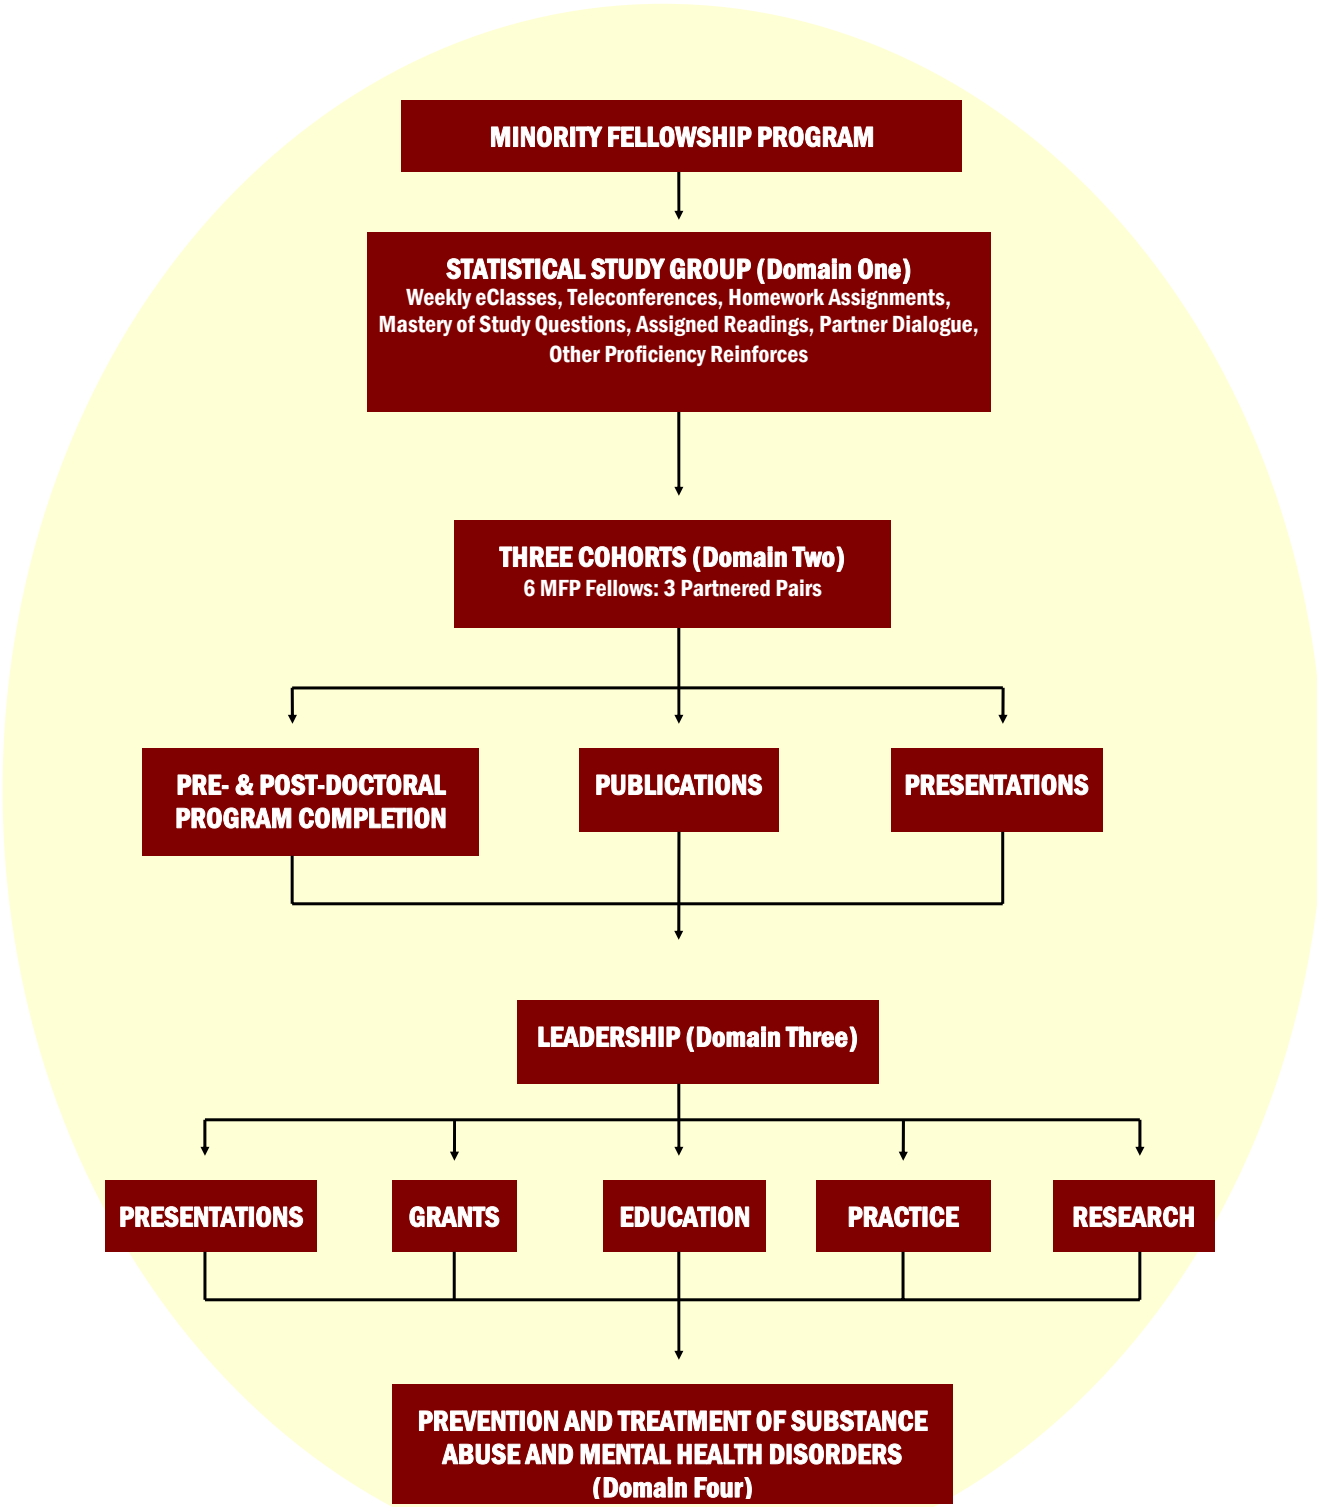 MINORITY FELLOWSHIP PROGRAM
STATISTICAL STUDY GROUP (Domain One)
Weekly eClasses, Teleconferences, Homework Assignments,
Mastery of Study Questions, Assigned Readings, Partner Dialogue,
Other Proficiency Reinforces
THREE COHORTS (Domain Two)
6 MFP Fellows: 3 Partnered Pairs
PRE- & POST-DOCTORAL
PROGRAM COMPLETION
PUBLICATIONS
PRESENTATIONS
LEADERSHIP (Domain Three)
PRESENTATIONS
GRANTS
EDUCATION
PRACTICE
RESEARCH
PREVENTION AND TREATMENT OF SUBSTANCE
ABUSE AND MENTAL HEALTH DISORDERS
(Domain Four)